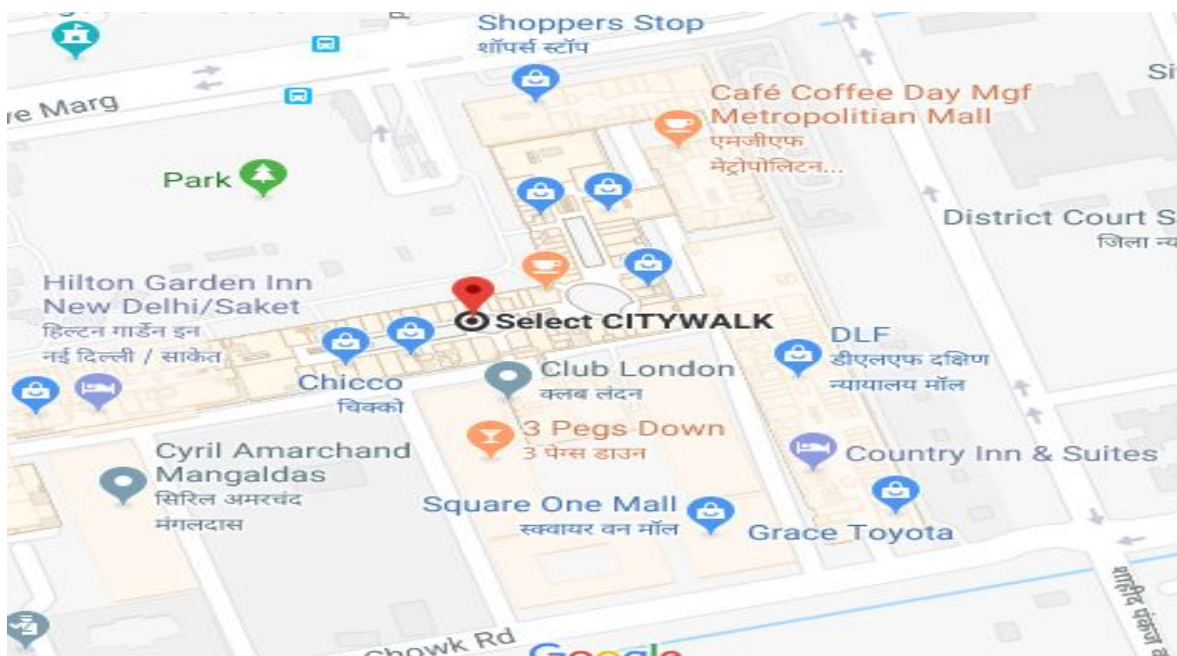 Shoppers Stop
शॉपर्स स्टॉप
ve Marg
Café Coffee Day Mgf
Metropolitian Mall
एमजीएफ
मेट्रोपोलिटन...
Park
District Court S
जिला न्य
Hilton Garden Inn
New Delhi/Saket
हिल्टन गार्डेन इन
नई दिल्ली / साकेत
Select CITYWALK
DLF
डीएलएफ दक्षिण
न्यायालय मॉल
Chicco
चिक्को
Club London
क्लब लंदन
3 Pegs Down
3 पेग्स डाउन
Cyril Amarchand
Mangaldas
सिरिल अमरचंद
मंगलदास
Country Inn & Suites
Square One Mall
स्क्वायर वन मॉल
Grace Toyota
Chowk Rd
Google